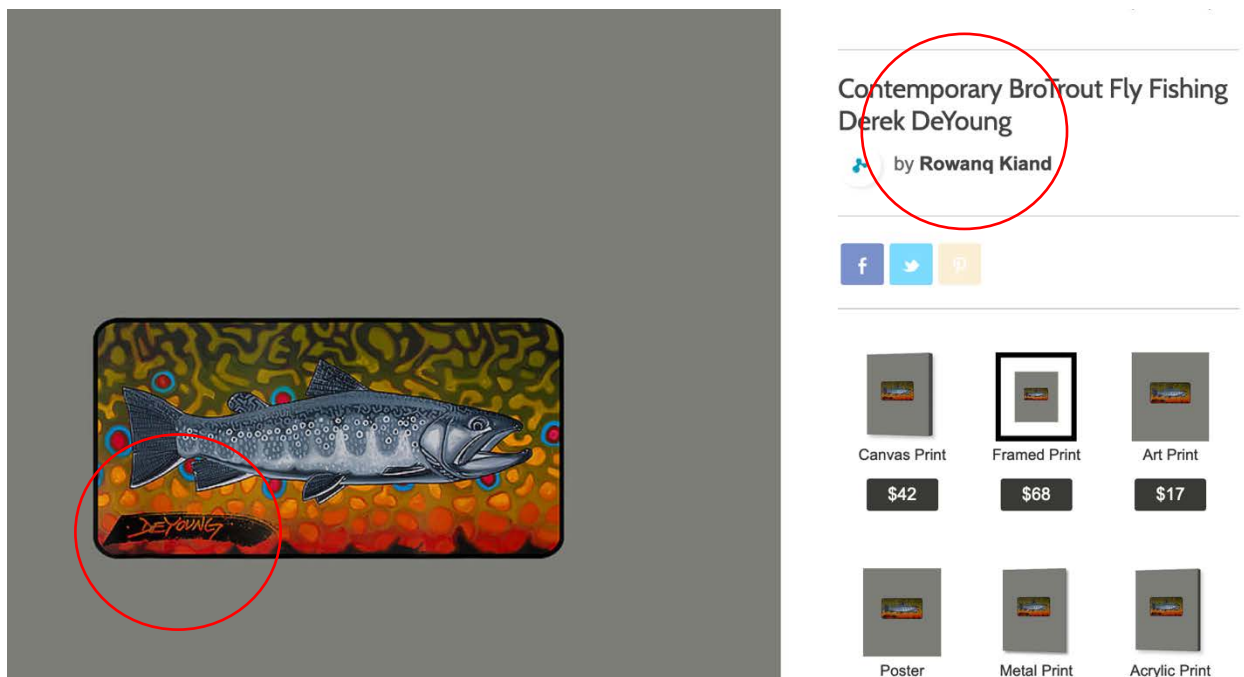 Contemporary BroTrout Fly Fishing
Derek DeYoung
by Rowanq Kiand
f
DEYOUNG
Canvas Print
Framed Print
Art Print
$42
$68
$17
Poster
Metal Print
Acrylic Print